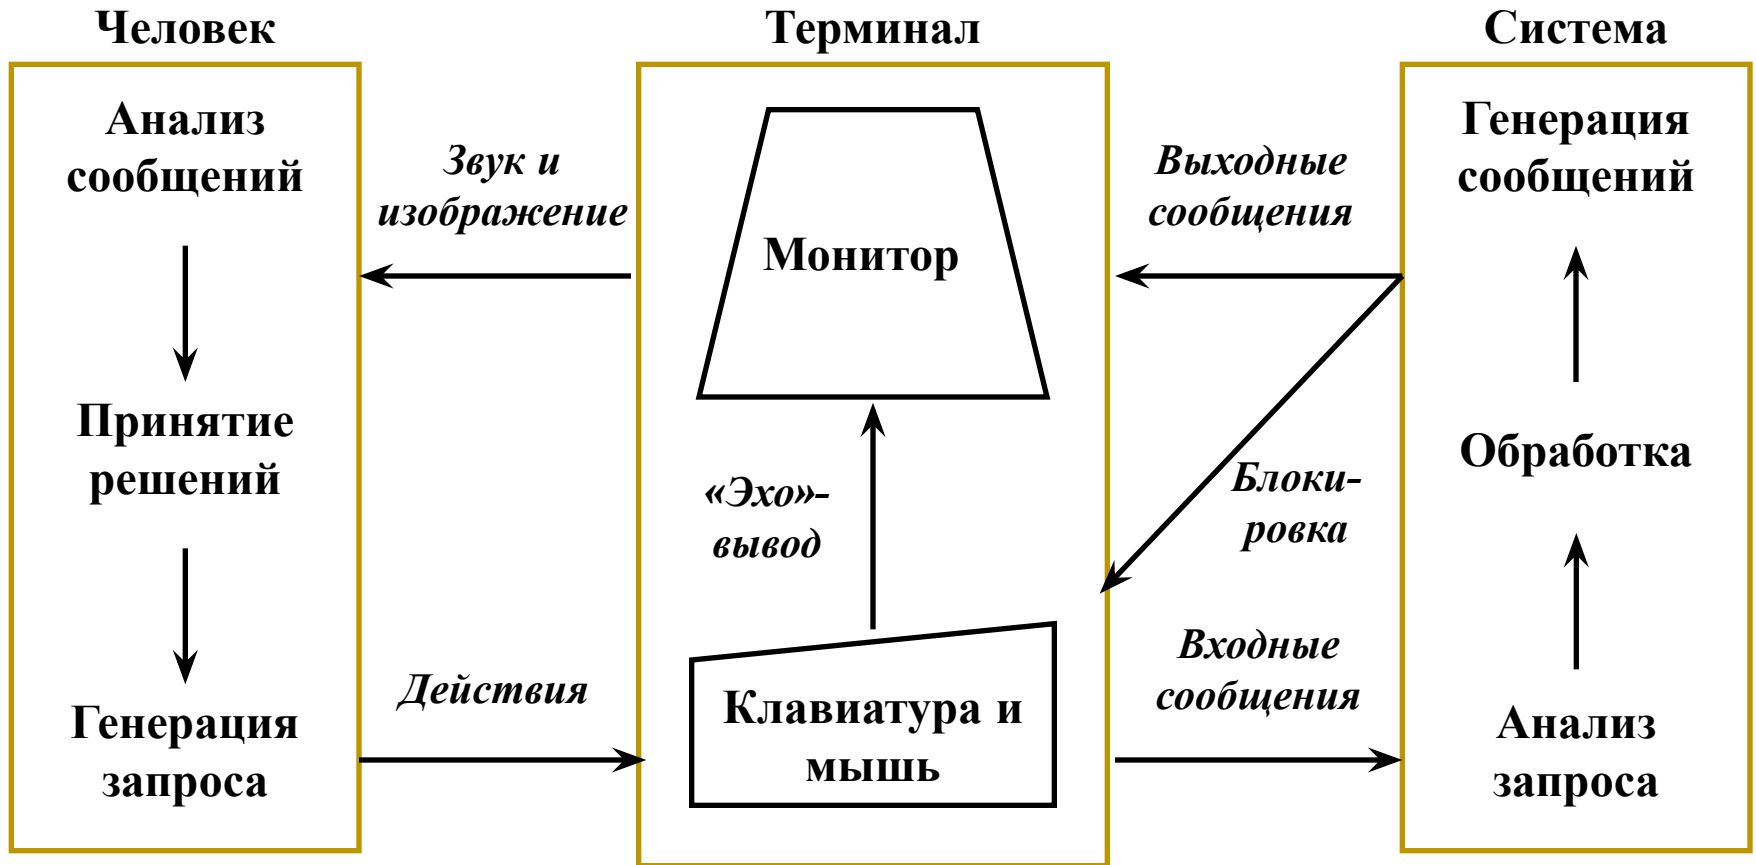 Человек
Терминал
Система
Анализ
сообщений
Принятие
решений
Генерация
запроса
Звук и
изображение
Действия
Монитор
«Эхо»-
вывод
Клавиатура и
мышь
Выходные
сообщения
Блоки-
ровка
Входные
сообщения
Генерация
сообщений
Обработка
Анализ
запроса